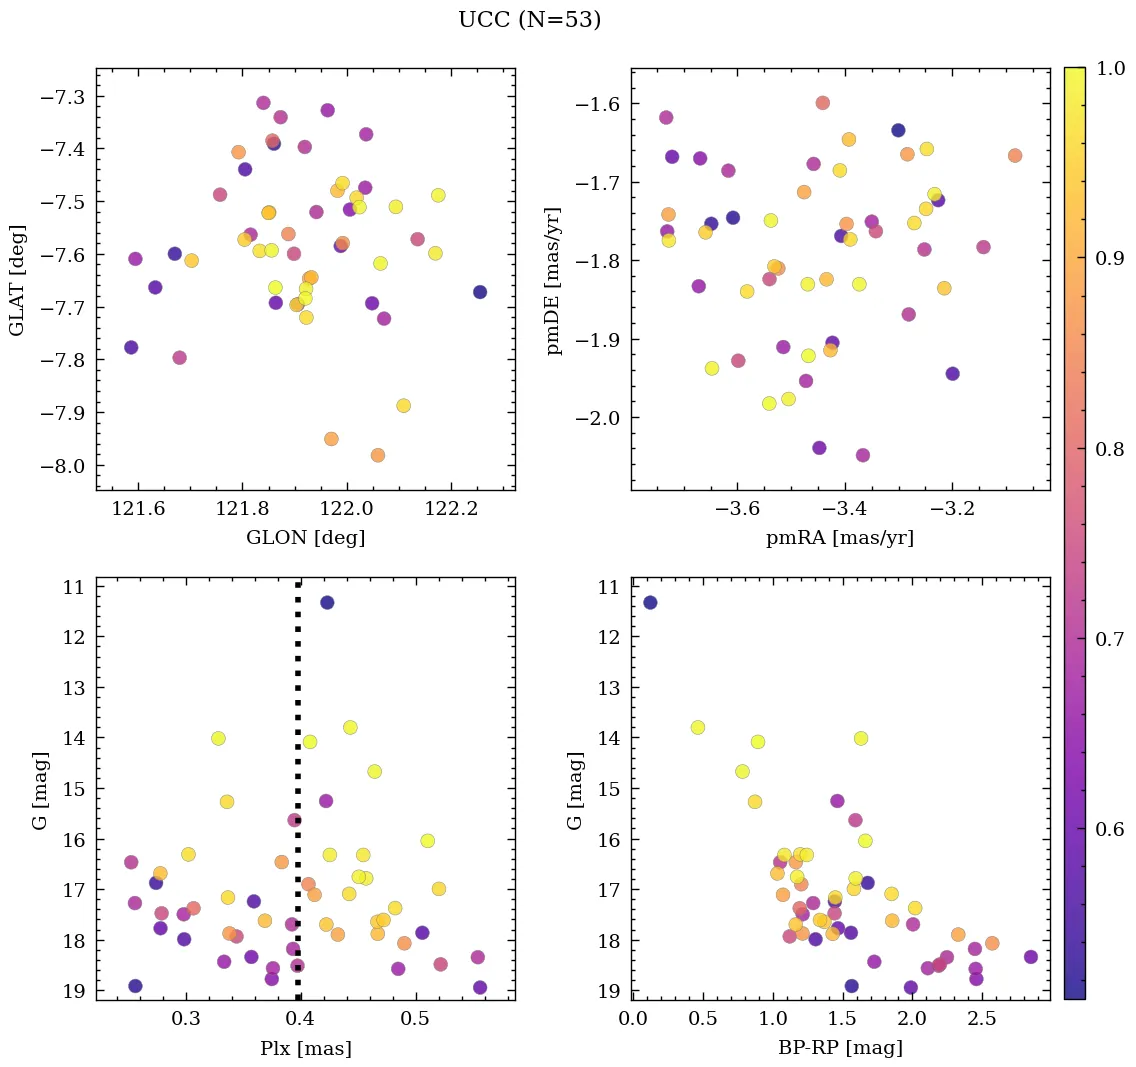 UCC (N=53)
−7.3
−7.4
−7.5
−7.6
−7.7
−7.8
−7.9
−8.0
GLAT [deg]
121.6 121.8 122.0 122.2
GLON [deg]
−1.6
−1.7
−1.8
−1.9
−2.0
pmDE [mas/yr]
−3.6 −3.4 −3.2
pmRA [mas/yr]
11
12
13
14
15
16
17
18
19
G [mag]
0.3 0.4 0.5
Plx [mas]
11
12
13
14
15
16
17
18
19
G [mag]
0.0 0.5 1.0 1.5 2.0 2.5
BP-RP [mag]
1.0
0.9
0.8
0.7
0.6